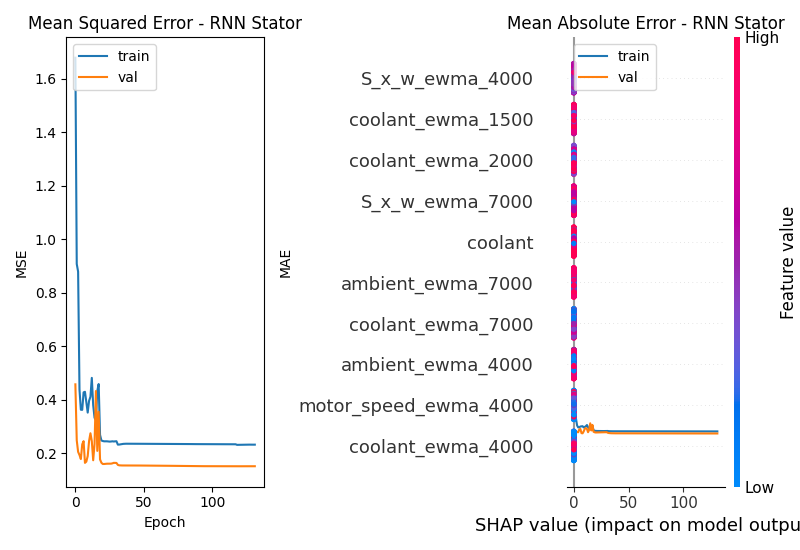 Mean Squared Error - RNN Stator
train
val
1.6
1.4
1.2
1.0
0.8
0.6
0.4
0.2
MSE
0
50
100
Epoch
Mean Absolute Error - RNN Stator
train
val
MAE
S_x_w_ewma_4000
coolant_ewma_1500
coolant_ewma_2000
S_x_w_ewma_7000
coolant
ambient_ewma_7000
coolant_ewma_7000
ambient_ewma_4000
motor_speed_ewma_4000
coolant_ewma_4000
0
50
100
SHAP value (impact on model outpu
High
Feature value
Low